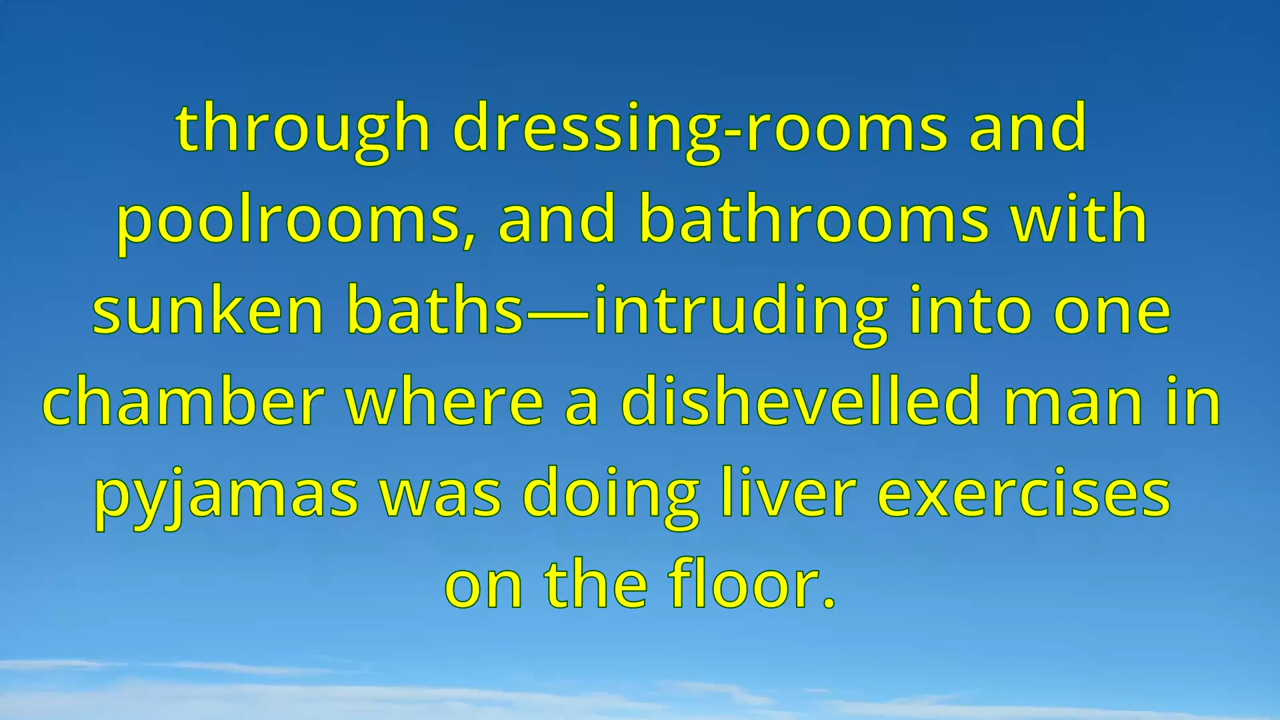 through dressing-rooms and
poolrooms, and bathrooms with
sunken baths—intruding into one
chamber where a dishevelled man in
pyjamas was doing liver exercises
on the floor.